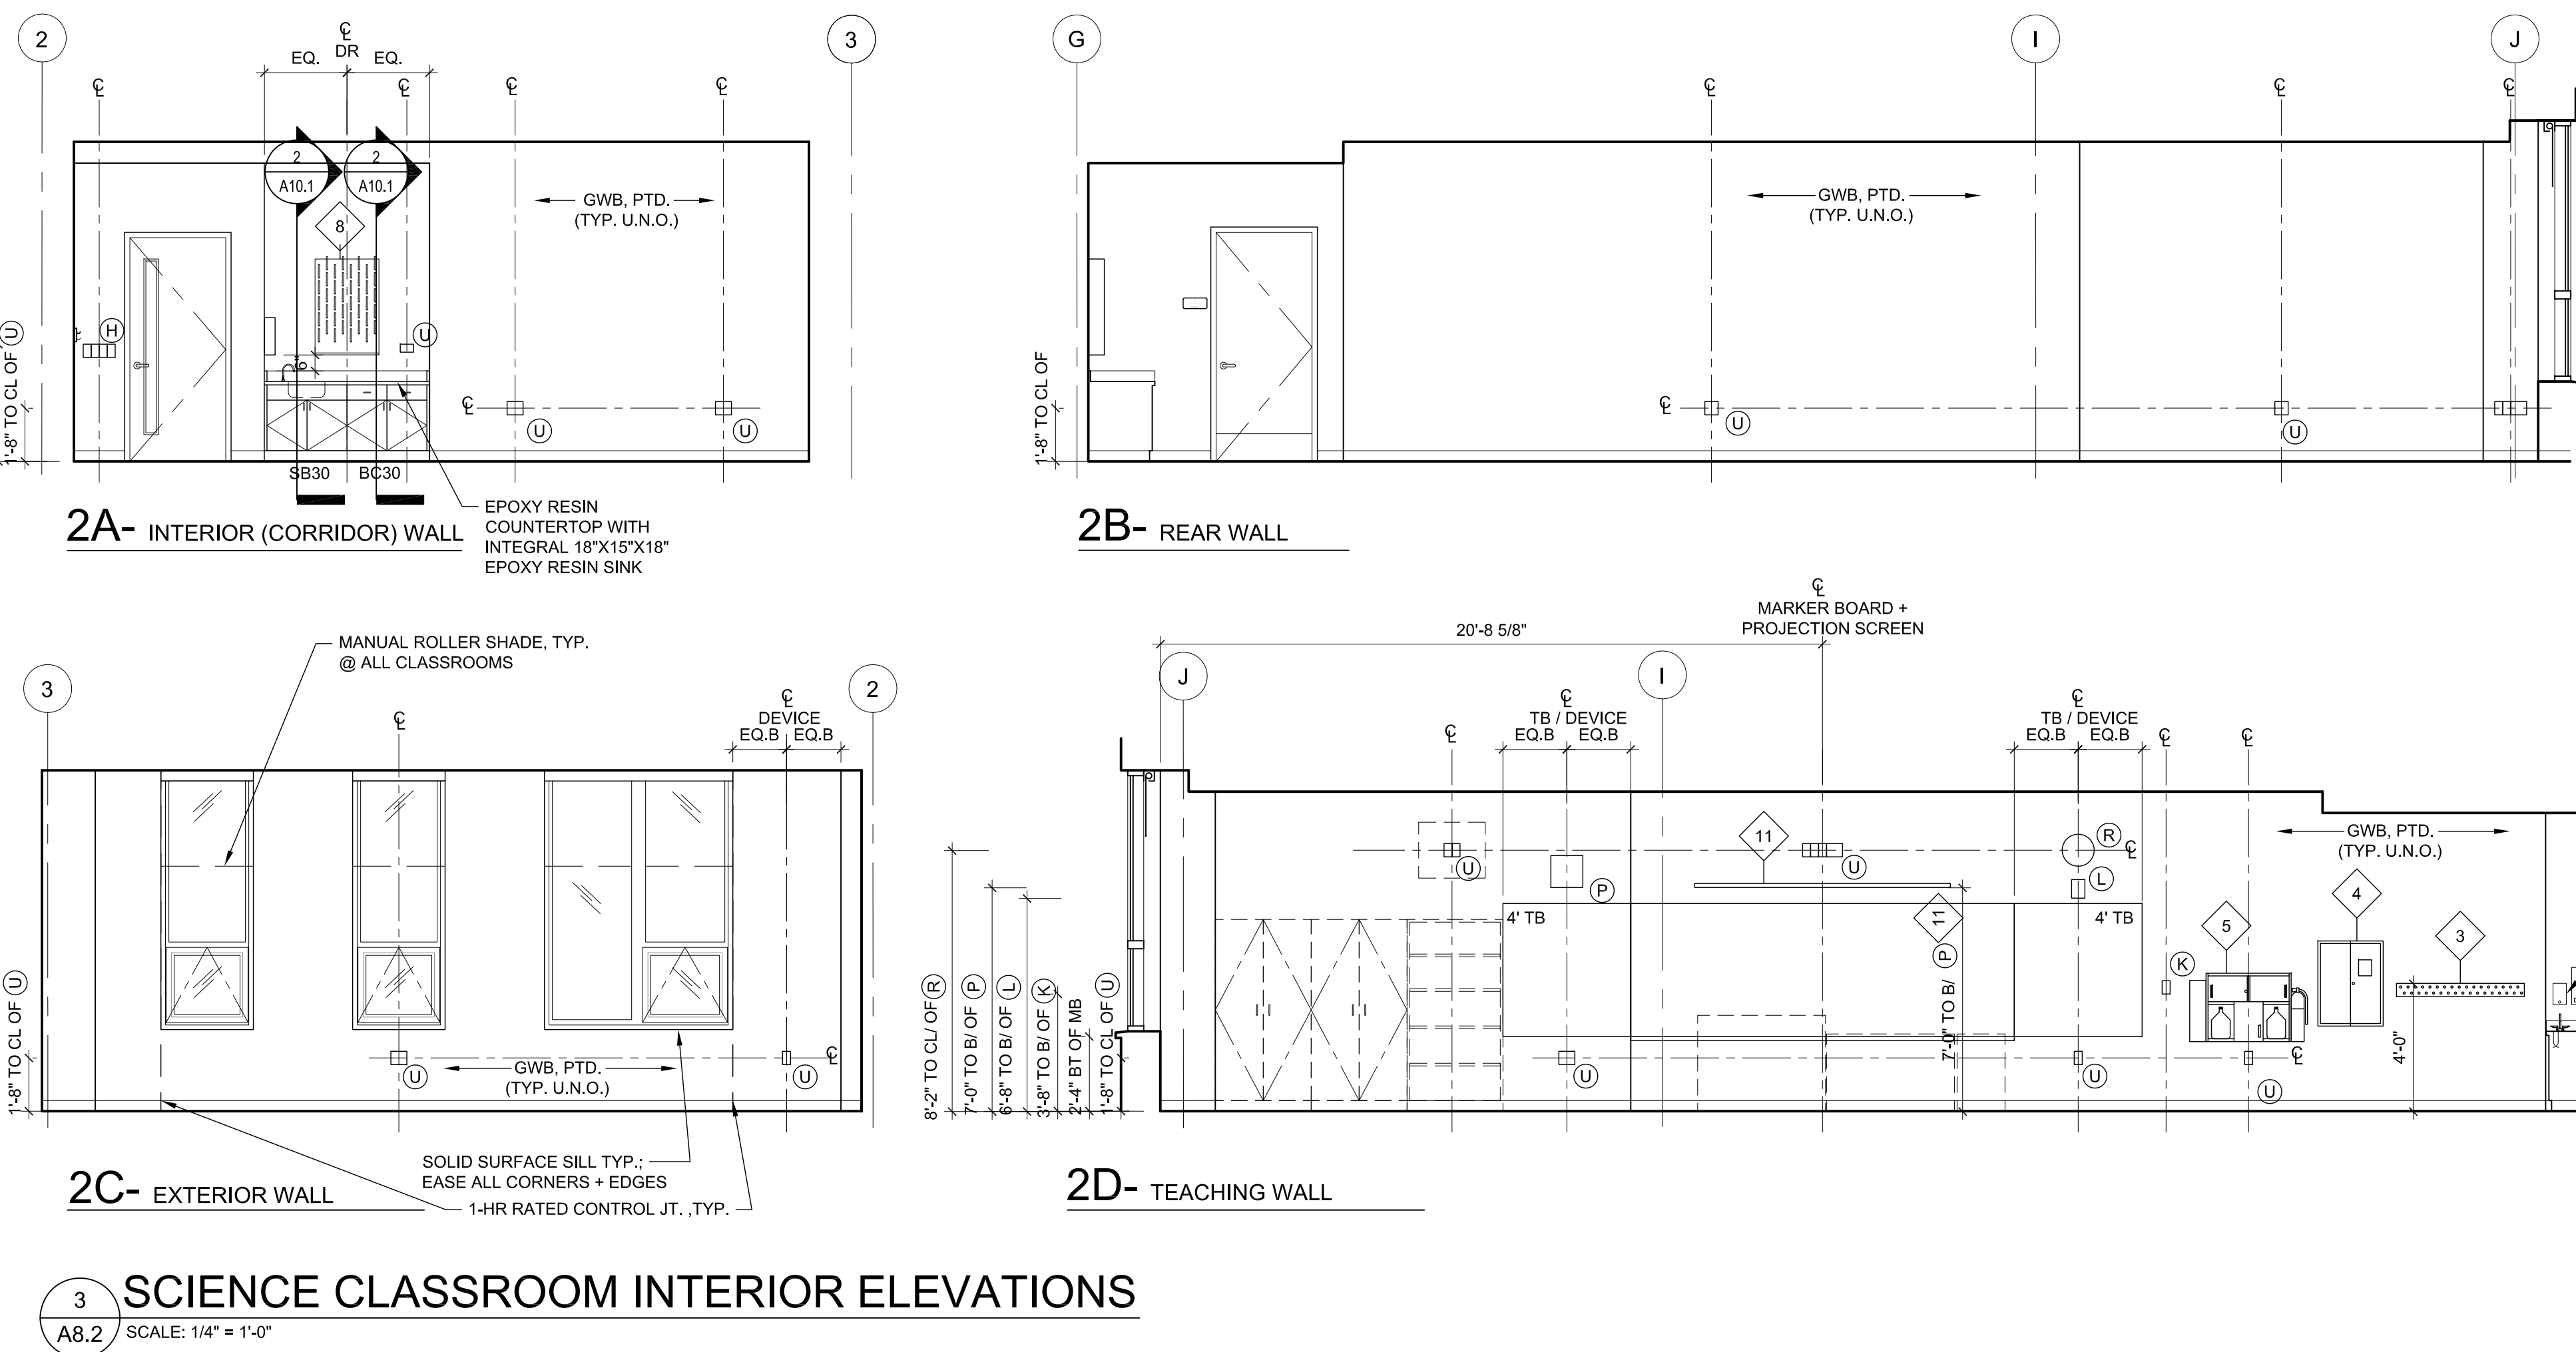 2
3
℄
DR
EQ.
EQ.
℄
℄
℄
℄
2
A10.1
2
A10.1
8
GWB, PTD.
(TYP. U.N.O.)
H
U
6"
℄
U
U
1'-8" TO CL OF U
SB30
BC30
EPOXY RESIN
COUNTERTOP WITH
INTEGRAL 18"X15"X18"
EPOXY RESIN SINK
2A- INTERIOR (CORRIDOR) WALL
G
I
J
℄
℄
℄
GWB, PTD.
(TYP. U.N.O.)
1'-8" TO CL OF
℄
U
U
2B- REAR WALL
MANUAL ROLLER SHADE, TYP.
@ ALL CLASSROOMS
3
2
℄
℄
DEVICE
EQ.B
EQ.B
1'-8" TO CL OF U
U
GWB, PTD.
(TYP. U.N.O.)
U
℄
SOLID SURFACE SILL TYP.;
EASE ALL CORNERS + EDGES
1-HR RATED CONTROL JT. ,TYP.
2C- EXTERIOR WALL
℄
MARKER BOARD +
PROJECTION SCREEN
20'-8 5/8"
J
I
℄
℄
TB / DEVICE
EQ.B
EQ.B
℄
TB / DEVICE
EQ.B
EQ.B
℄
℄
8'-2" TO CL/ OF R
7'-0" TO B/ OF P
6'-8" TO B/ OF L
3'-8" TO B/ OF K
2'-4" BT OF MB
1'-8" TO CL OF U
U
P
11
U
R
℄
L
4' TB
11
4' TB
7'-0" TO B/ P
K
5
4
3
GWB, PTD.
(TYP. U.N.O.)
4'-0"
U
U
U
℄
2D- TEACHING WALL
3
A8.2
SCIENCE CLASSROOM INTERIOR ELEVATIONS
SCALE: 1/4" = 1'-0"